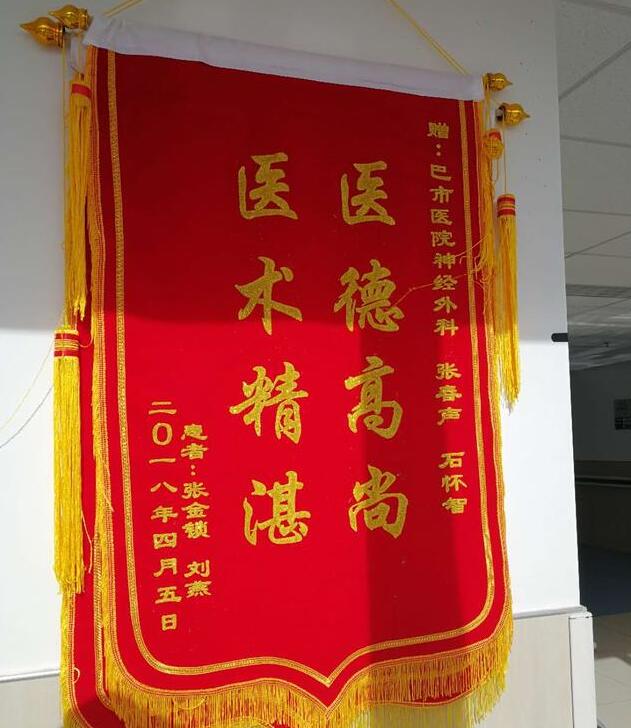 赠：巴市医院神经外科 张春声 石怀智
医德高尚
医术精湛
患者：张金锁 刘燕
二〇一八年四月五日